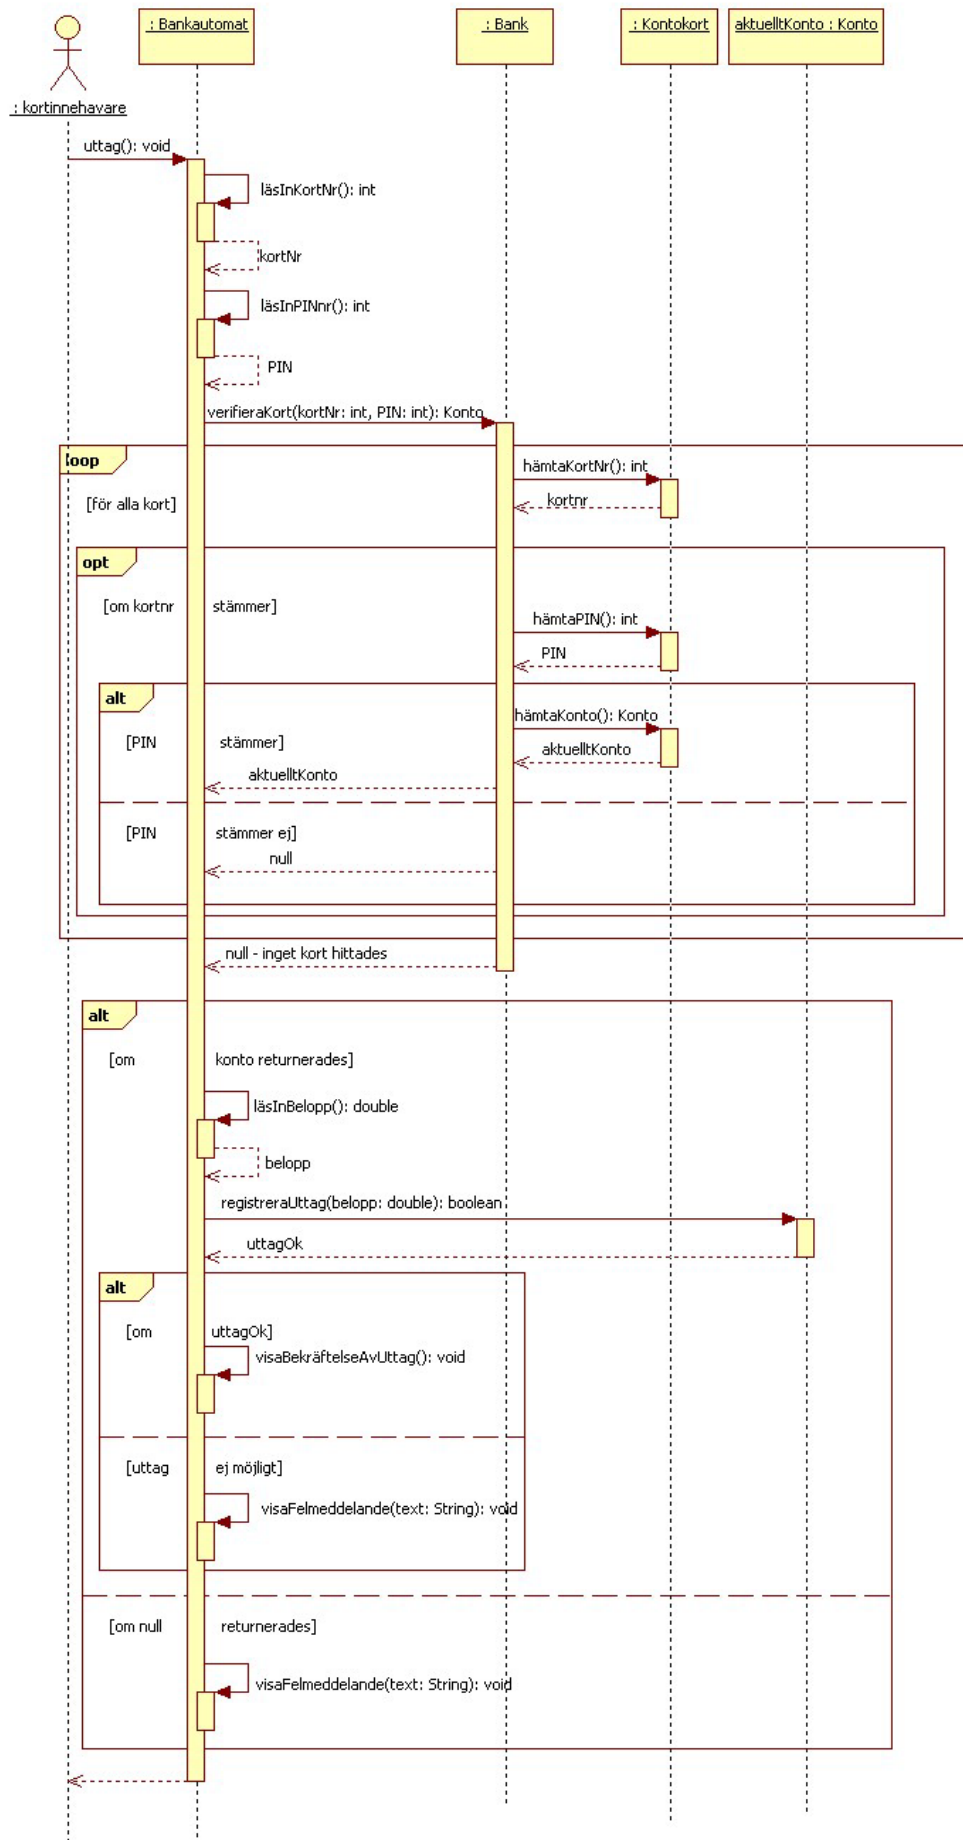 : Bankautomat
: Bank
: Kontokort
aktuelltKonto : Konto
: kortinnehavare
uttag(): void
läsInKortNr(): int
kortNr
läsInPINnr(): int
PIN
verifieraKort(kortNr: int, PIN: int): Konto
loop
hämtaKortNr(): int
[för alla kort]
kortnr
opt
[om kortnr stämmer]
hämtaPIN(): int
PIN
alt
hämtaKonto(): Konto
[PIN stämmer]
aktuelltKonto
aktuelltKonto
[PIN stämmer ej]
null
null - inget kort hittades
alt
[om konto returnerades]
läsInBelopp(): double
belopp
registreraUttag(belopp: double): boolean
uttagOk
alt
[om uttagOk]
visaBekräftelseAvUttag(): void
[uttag ej möjligt]
visaFelmeddelande(text: String): void
[om null returnerades]
visaFelmeddelande(text: String): void